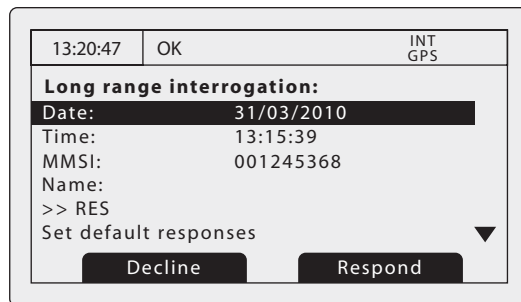 13:20:47 OK INT GPS
Long range interrogation:
Date: 31/03/2010
Time: 13:15:39
MMSI: 001245368
Name:
>> RES
Set default responses
Decline Respond